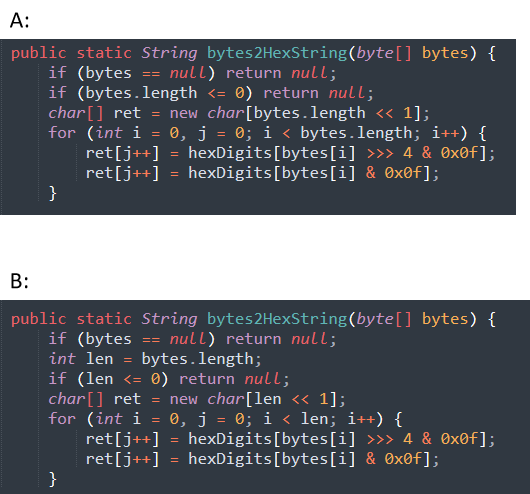 A:
public static String bytes2HexString(byte[] bytes) {
    if (bytes == null) return null;
    if (bytes.length <= 0) return null;
    char[] ret = new char[bytes.length << 1];
    for (int i = 0, j = 0; i < bytes.length; i++) {
        ret[j++] = hexDigits[bytes[i] >>> 4 & 0x0f];
        ret[j++] = hexDigits[bytes[i] & 0x0f];
    }
B:
public static String bytes2HexString(byte[] bytes) {
    if (bytes == null) return null;
    int len = bytes.length;
    if (len <= 0) return null;
    char[] ret = new char[len << 1];
    for (int i = 0, j = 0; i < len; i++) {
        ret[j++] = hexDigits[bytes[i] >>> 4 & 0x0f];
        ret[j++] = hexDigits[bytes[i] & 0x0f];
    }